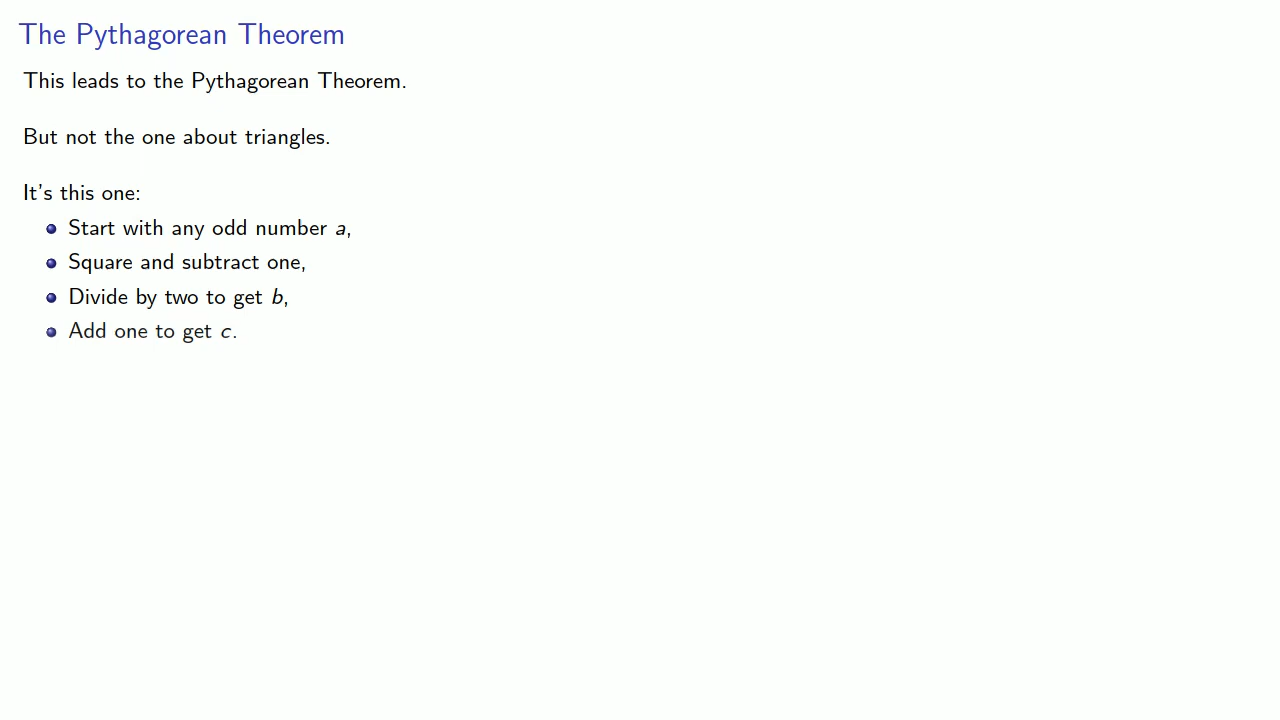 The Pythagorean Theorem
This leads to the Pythagorean Theorem.
But not the one about triangles.
It's this one:
Start with any odd number a,
Square and subtract one,
Divide by two to get b,
Add one to get c.